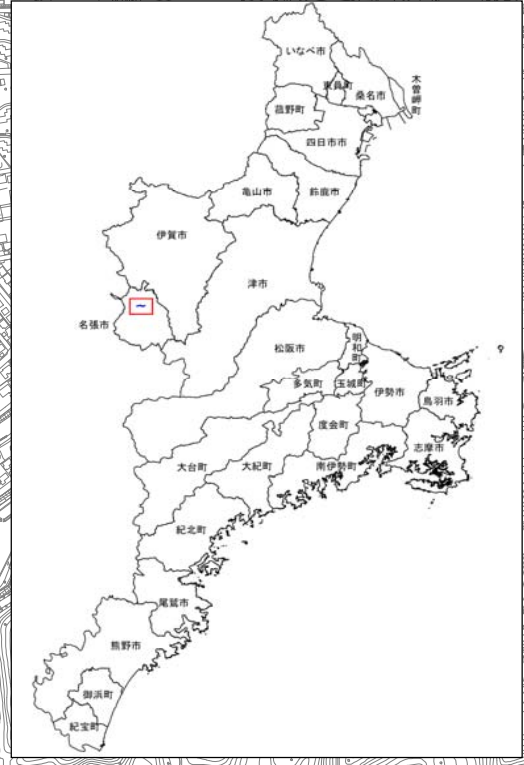 いなべ市
東員町
桑名市
木曽岬町
菰野町
四日市市
亀山市
鈴鹿市
伊賀市
津市
名張市
松阪市
明和町
多気町
玉城町
伊勢市
鳥羽市
度会町
志摩市
大台町
大紀町
南伊勢町
紀北町
尾鷲市
熊野市
御浜町
紀宝町